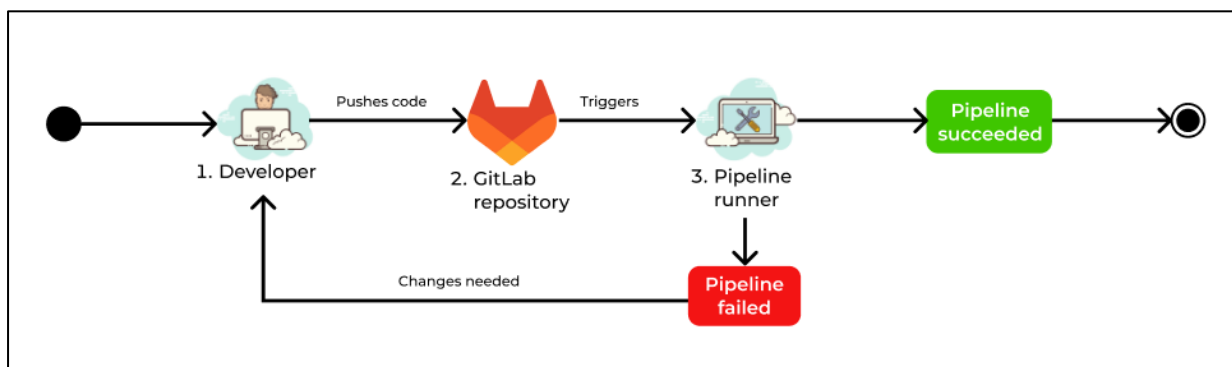 Pushes code
Triggers
Pipeline
succeeded
1. Developer
2. GitLab
repository
3. Pipeline
runner
Changes needed
Pipeline
failed